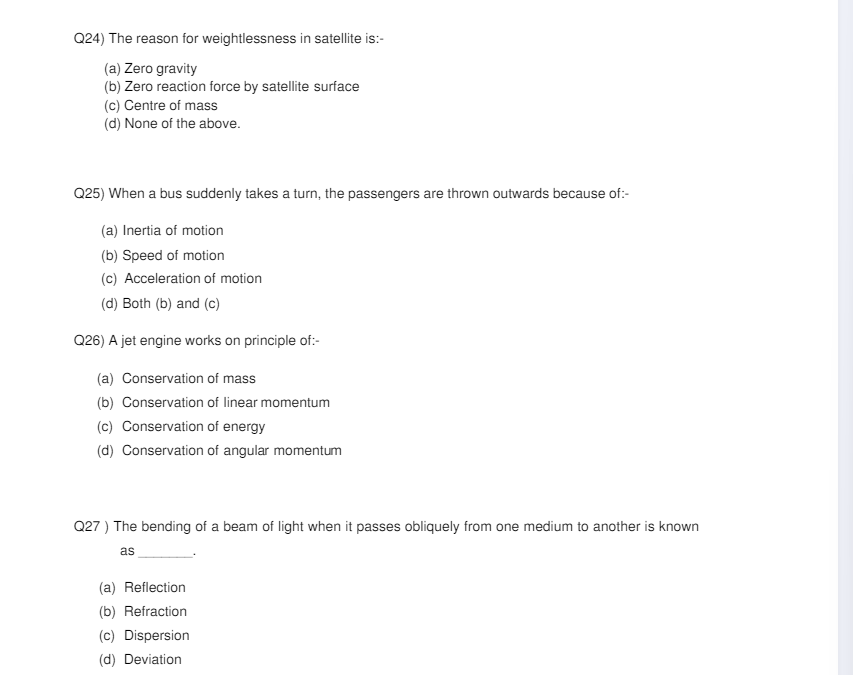 Q24) The reason for weightlessness in satellite is:-
(a) Zero gravity
(b) Zero reaction force by satellite surface
(c) Centre of mass
(d) None of the above.
Q25) When a bus suddenly takes a turn, the passengers are thrown outwards because of:-
(a) Inertia of motion
(b) Speed of motion
(c) Acceleration of motion
(d) Both (b) and (c)
Q26) A jet engine works on principle of:-
(a) Conservation of mass
(b) Conservation of linear momentum
(c) Conservation of energy
(d) Conservation of angular momentum
Q27 ) The bending of a beam of light when it passes obliquely from one medium to another is known
as _______.
(a) Reflection
(b) Refraction
(c) Dispersion
(d) Deviation